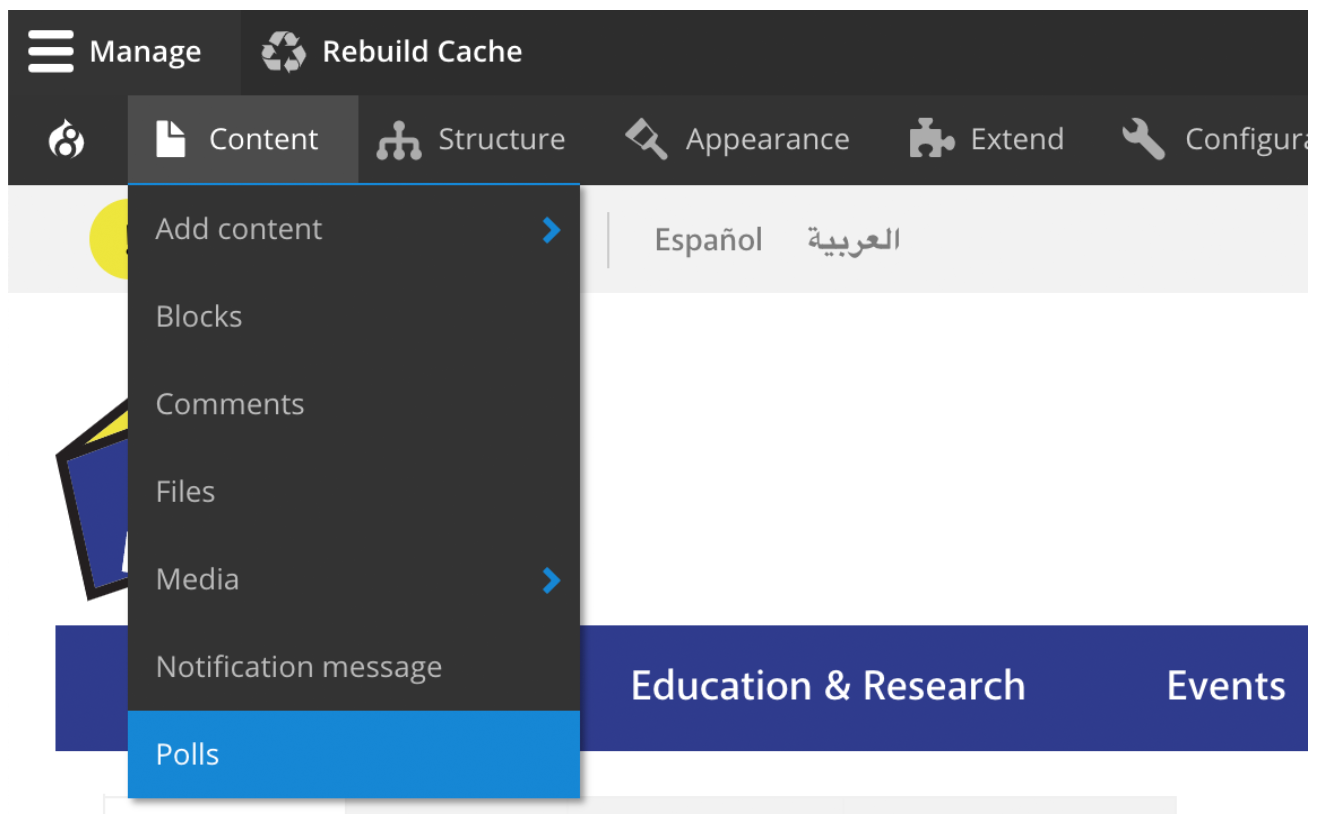 Manage Rebuild Cache
Content Structure Appearance Extend
Add content
Español العربية
Blocks
Comments
Files
Media
Notification message
Education & Research Events
Polls